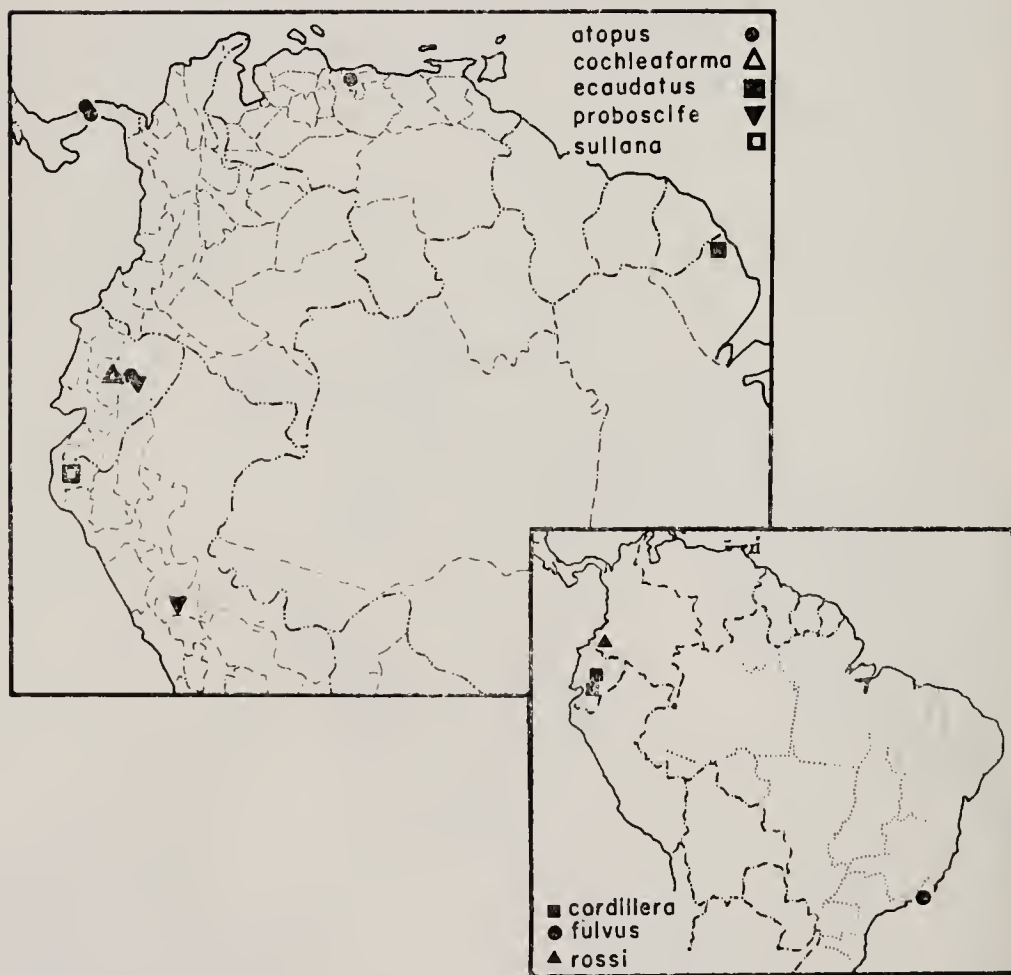 atopus
cochleaforma
ecaudatus
proboscife
sullana
cordillera
fulvus
rossi